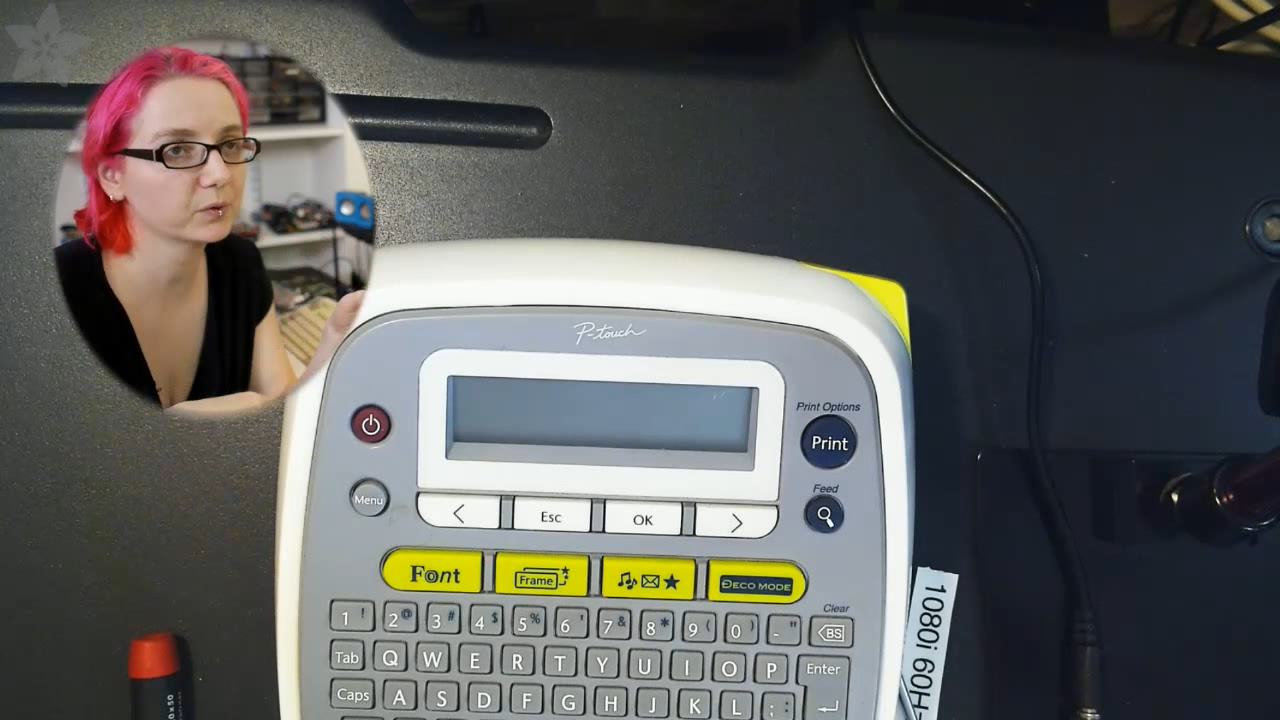 P-touch
Print Options
Print
Menu
Feed
Esc
OK
Font
Frame
DECO MODE
Clear
1 ! 2 @ 3 # 4 $ 5 % 6 ' 7 & 8 * 9 ( 0 ) - " BS
Tab Q W E R T Y U I O P Enter
Caps A S D F G H J K L ; :
1080i 60H